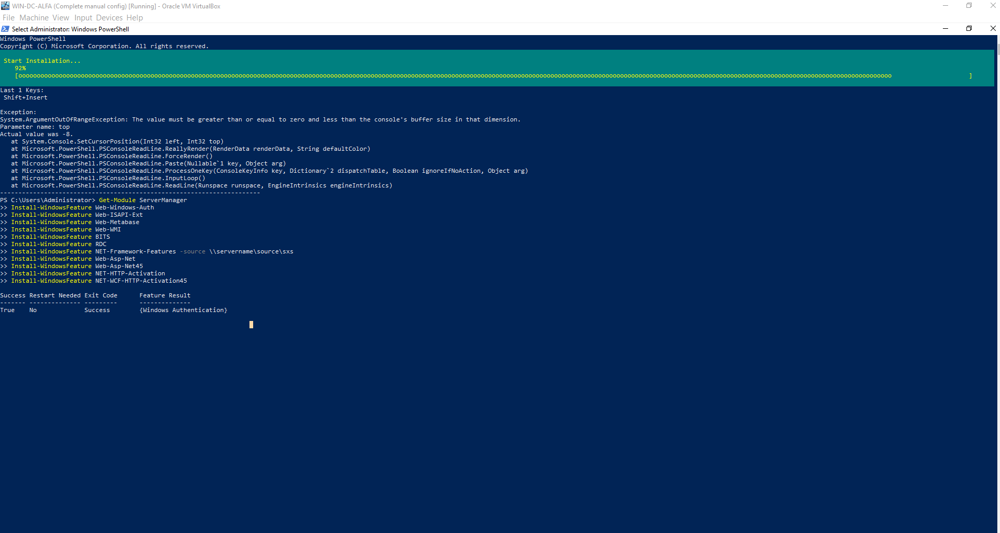 WIN-DC-ALFA (Complete manual config) [Running] - Oracle VM VirtualBox
File Machine View Input Devices Help
Select Administrator: Windows PowerShell
Windows PowerShell
Copyright (C) Microsoft Corporation. All rights reserved.
Start Installation...
92%
[oooooooooooooooooooooooooooooooooooooooooooooooooooooooooooooooooooooooooooooooooooooooooooooooooooooooooooooooooooooooooooooooooooooooooooooooooooooooooooooooooooooooooooooooooooooooooooooooooooooooooooooooooooooooooooooooooooooooooooooo                     ]
Last 1 Keys:
Shift+Insert
Exception:
System.ArgumentOutOfRangeException: The value must be greater than or equal to zero and less than the console's buffer size in that dimension.
Parameter name: top
Actual value was -8.
at System.Console.SetCursorPosition(Int32 left, Int32 top)
at Microsoft.PowerShell.PSConsoleReadLine.ReallyRender(RenderData renderData, String defaultColor)
at Microsoft.PowerShell.PSConsoleReadLine.ForceRender()
at Microsoft.PowerShell.PSConsoleReadLine.Paste(Nullable`1 key, Object arg)
at Microsoft.PowerShell.PSConsoleReadLine.ProcessOneKey(ConsoleKeyInfo key, Dictionary`2 dispatchTable, Boolean ignoreIfNoAction, Object arg)
at Microsoft.PowerShell.PSConsoleReadLine.InputLoop()
at Microsoft.PowerShell.PSConsoleReadLine.ReadLine(Runspace runspace, EngineIntrinsics engineIntrinsics)
-----------------------------------------------------------------------
PS C:\Users\Administrator> Get-Module ServerManager
>> Install-WindowsFeature Web-Windows-Auth
>> Install-WindowsFeature Web-ISAPI-Ext
>> Install-WindowsFeature Web-Metabase
>> Install-WindowsFeature Web-WMI
>> Install-WindowsFeature BITS
>> Install-WindowsFeature RDC
>> Install-WindowsFeature NET-Framework-Features -source \\servername\source\sxs
>> Install-WindowsFeature Web-Asp-Net
>> Install-WindowsFeature Web-Asp-Net45
>> Install-WindowsFeature NET-HTTP-Activation
>> Install-WindowsFeature NET-WCF-HTTP-Activation45
Success Restart Needed Exit Code      Feature Result
------- -------------- ---------      --------------
True    No             Success        {Windows Authentication}